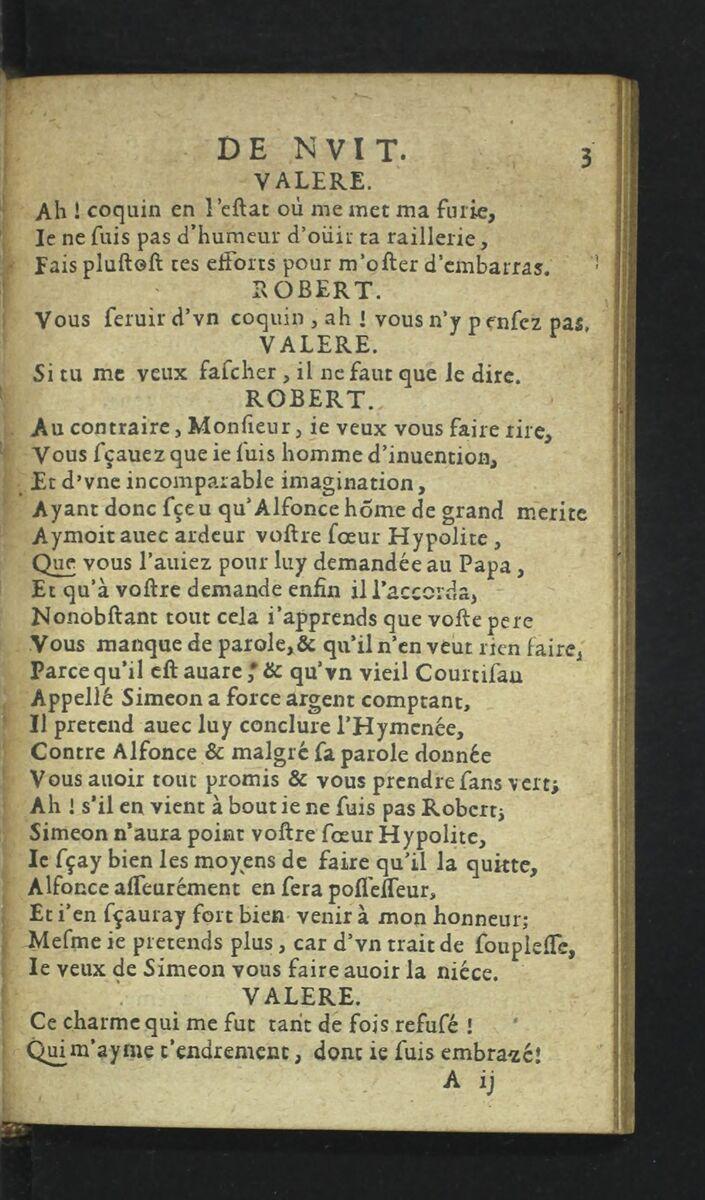 DE NVIT. 3
VALERE.
Ah ! coquin en l'eſtat où me met ma furie,
Ie ne ſuis pas d'humeur d'oüir ta raillerie,
Fais pluſtoſt tes efforts pour m'oſter d'embarras.
ROBERT.
Vous ſeruir d'vn coquin, ah ! vous n'y penſez pas.
VALERE.
Si tu me veux faſcher, il ne faut que le dire.
ROBERT.
Au contraire, Monſieur, ie veux vous faire rire,
Vous ſçauez que ie ſuis homme d'inuention,
Et d'vne incomparable imagination,
Ayant donc ſçeu qu'Alfonce hõme de grand merite
Aymoit auec ardeur voſtre ſœur Hypolite,
Que vous l'auiez pour luy demandée au Papa,
Et qu'à voſtre demande enfin il l'accorda,
Nonobſtant tout cela i'apprends que voſte pere
Vous manque de parole, & qu'il n'en veut rien faire,
Parce qu'il eſt auare, & qu'vn vieil Courtiſan
Appellé Simeon a force argent comptant,
Il pretend auec luy conclure l'Hymenée,
Contre Alfonce & malgré ſa parole donnée
Vous auoir tout promis & vous prendre ſans vert;
Ah ! s'il en vient à bout ie ne ſuis pas Robert;
Simeon n'aura point voſtre ſœur Hypolite,
Ie ſçay bien les moyens de faire qu'il la quitte,
Alfonce aſſeurément en ſera poſſeſſeur,
Et i'en ſçauray fort bien venir à mon honneur;
Meſme ie pretends plus, car d'vn trait de ſoupleſſe,
Ie veux de Simeon vous faire auoir la niéce.
VALERE.
Ce charme qui me fut tant de fois refuſé !
Qui m'ayme t'endrement, dont ie ſuis embrazé!
A ij